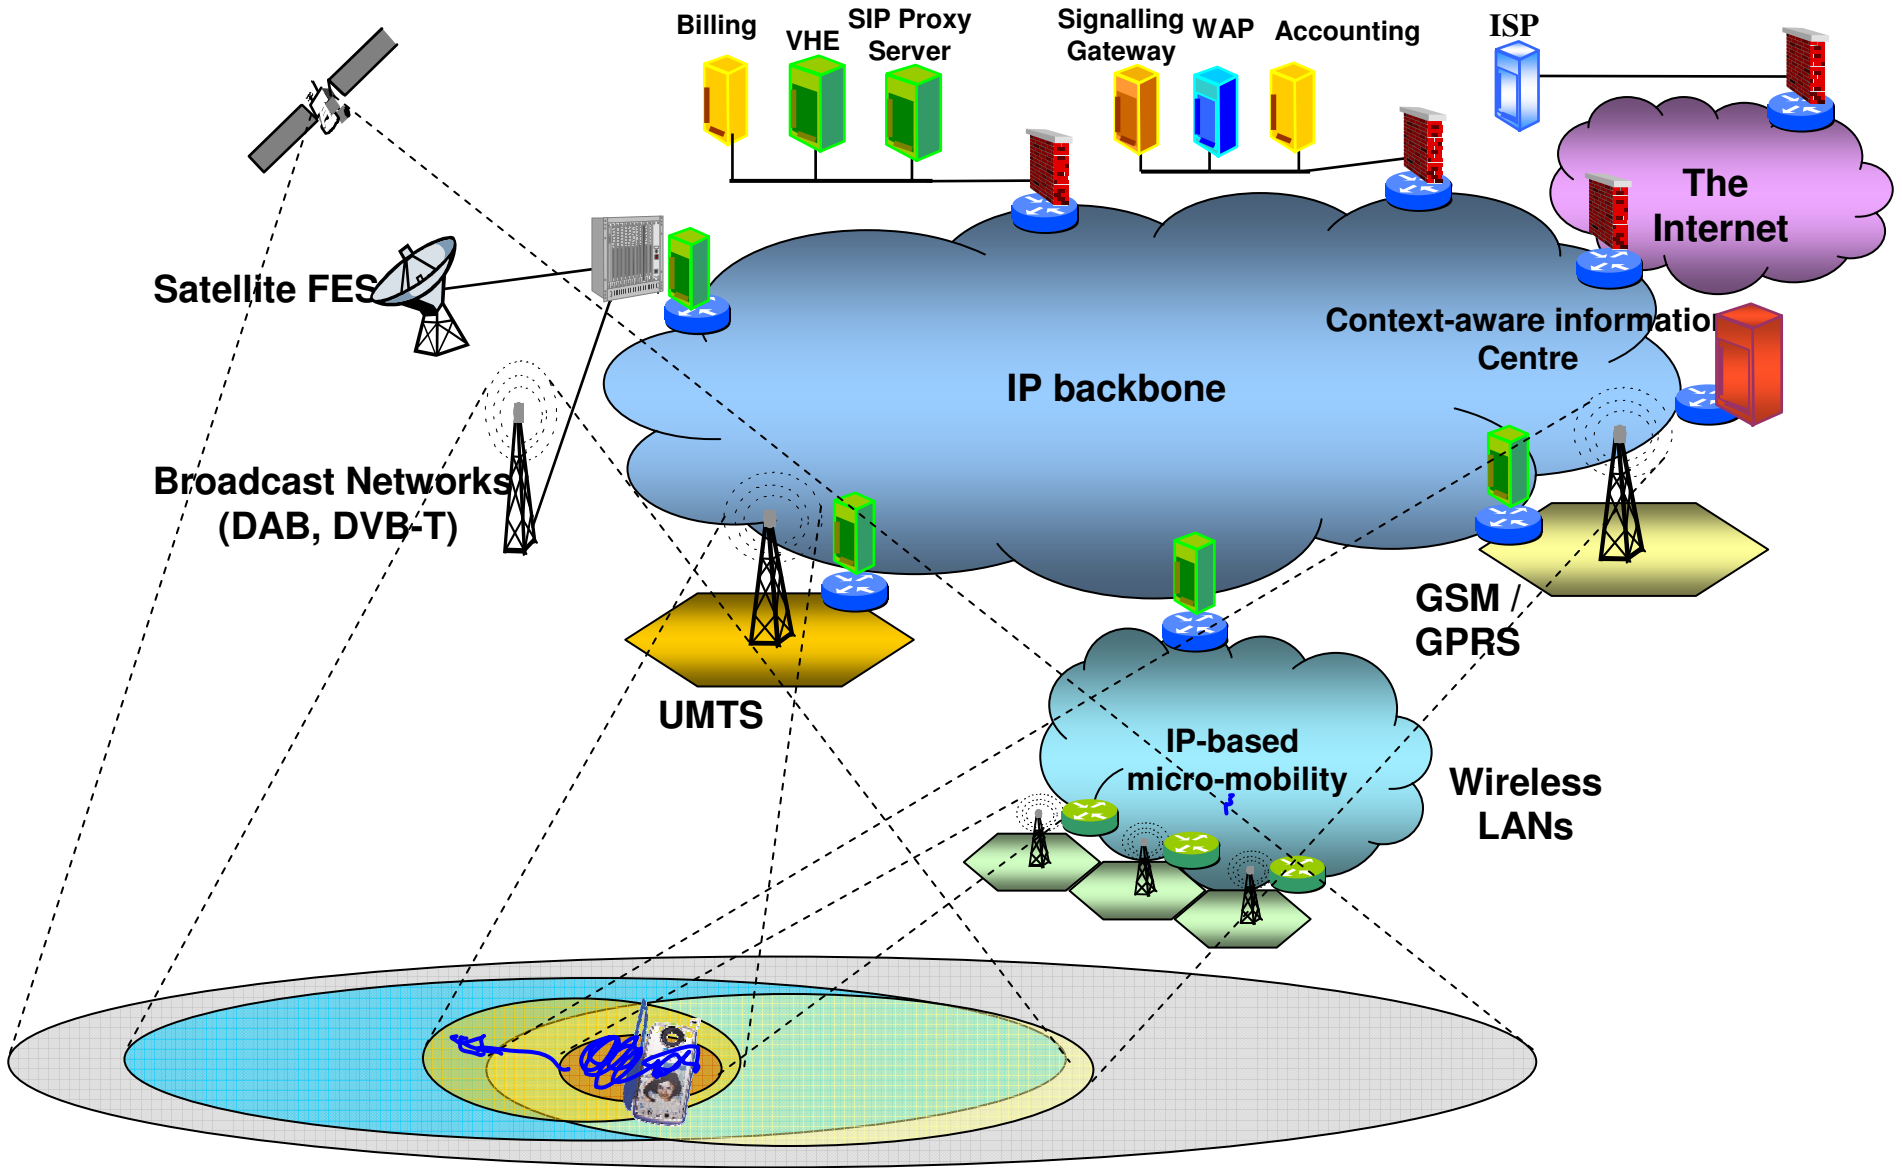 Billing
VHE
SIP Proxy
Server
Signalling
Gateway
WAP
Accounting
ISP
The
Internet
Satellite FES
Context-aware information
Centre
IP backbone
Broadcast Networks
(DAB, DVB-T)
GSM /
GPRS
UMTS
IP-based
micro-mobility
Wireless
LANs